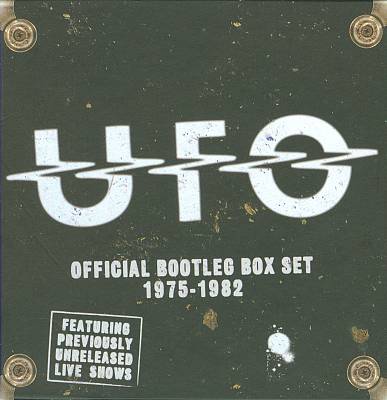 UFO
OFFICIAL BOOTLEG BOX SET
1975-1982
FEATURING
PREVIOUSLY
UNRELEASED
LIVE SHOWS